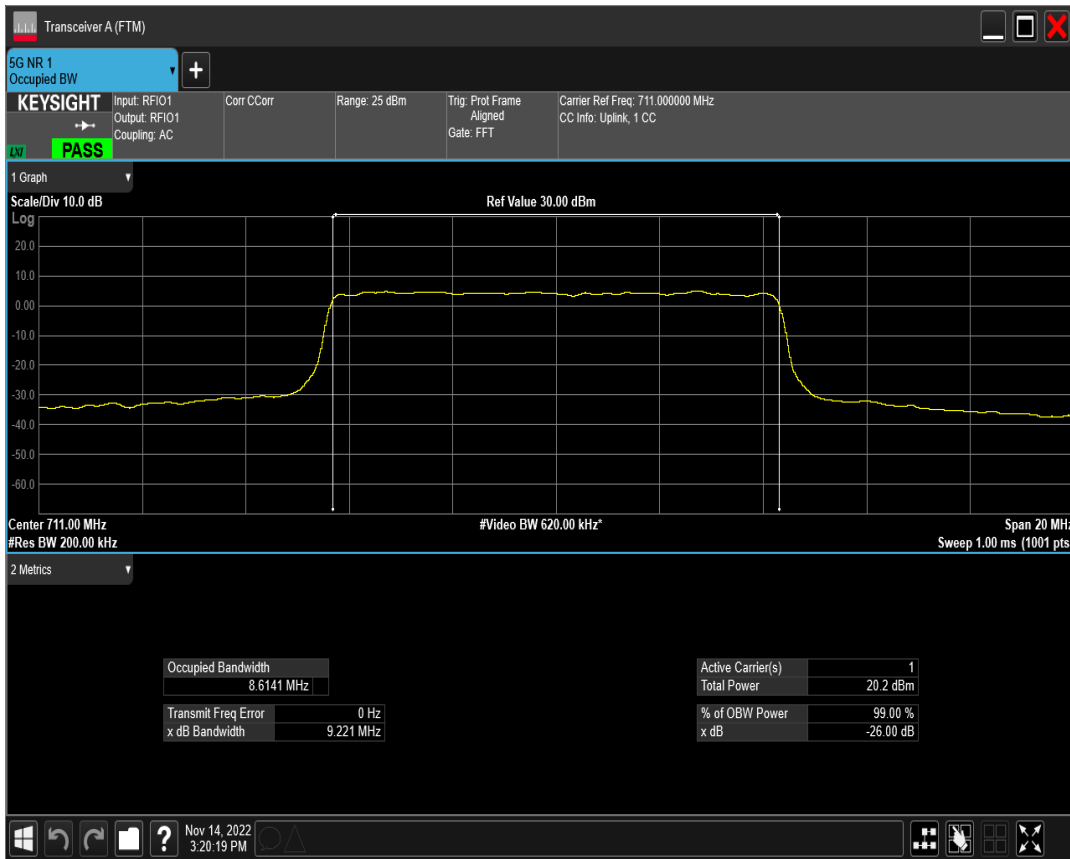 Transceiver A (FTM)
5G NR 1
Occupied BW
+
KEYSIGHT
LXI
PASS
Input: RFIO1
Output: RFIO1
Coupling: AC
Corr CCorr
Range: 25 dBm
Trig: Prot Frame
Aligned
Gate: FFT
Carrier Ref Freq: 711.000000 MHz
CC Info: Uplink, 1 CC
1 Graph
Scale/Div 10.0 dB
Ref Value 30.00 dBm
Log
20.0
10.0
0.00
-10.0
-20.0
-30.0
-40.0
-50.0
-60.0
Center 711.00 MHz
#Video BW 620.00 kHz*
Span 20 MHz
#Res BW 200.00 kHz
Sweep 1.00 ms (1001 pts
2 Metrics
Occupied Bandwidth
8.6141 MHz
Transmit Freq Error 0 Hz
x dB Bandwidth 9.221 MHz
Active Carrier(s) 1
Total Power 20.2 dBm
% of OBW Power 99.00 %
x dB -26.00 dB
?
Nov 14, 2022
3:20:19 PM